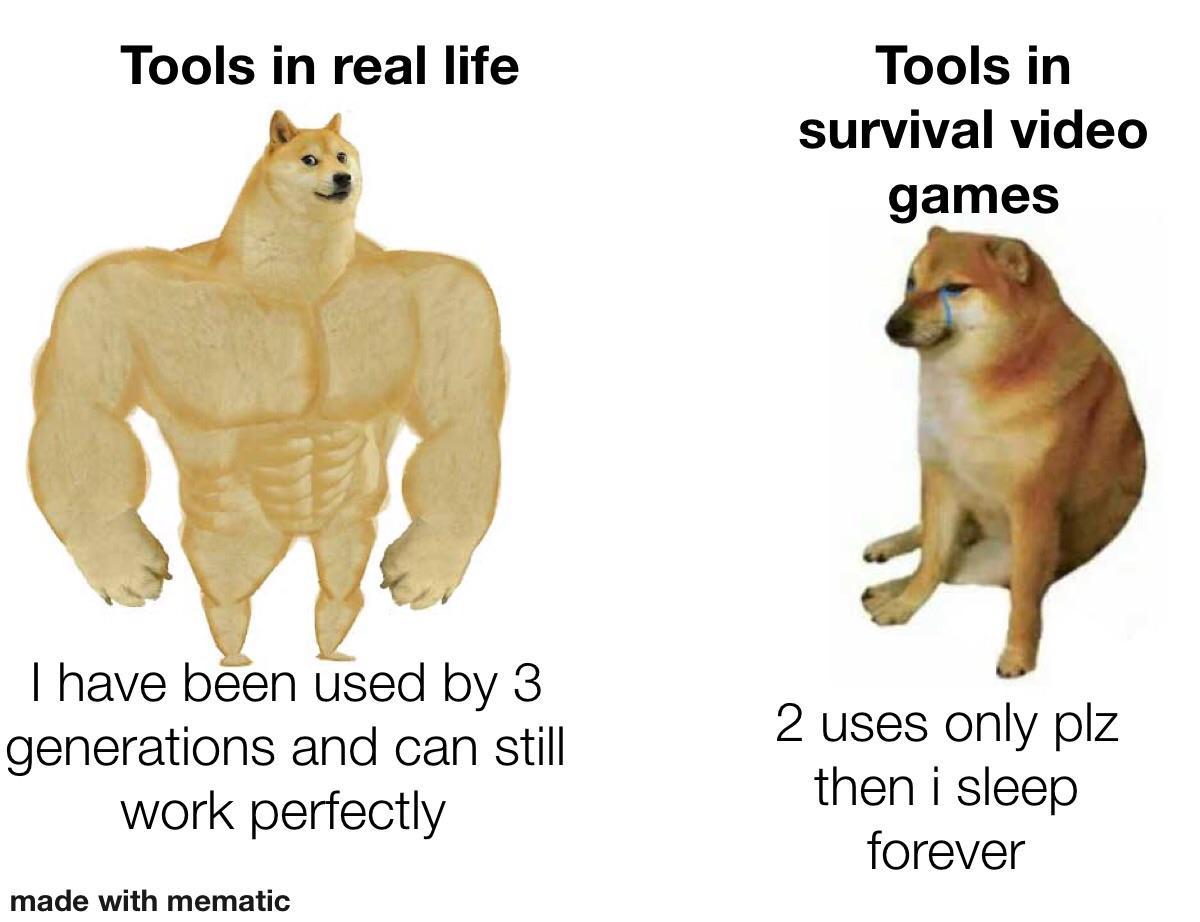 Tools in real life
I have been used by 3
generations and can still
work perfectly
Tools in
survival video
games
2 uses only plz
then i sleep
forever
made with mematic